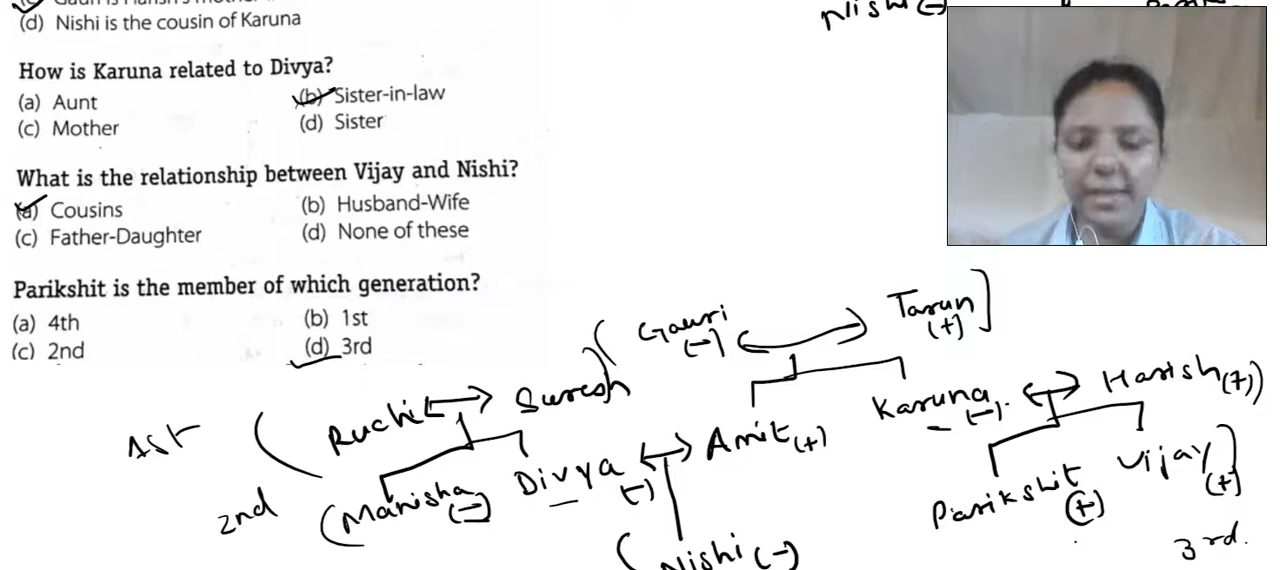 (d) Nishi is the cousin of Karuna
Nishi (-)
How is Karuna related to Divya?
(a) Aunt (b) Sister-in-law
(c) Mother (d) Sister
What is the relationship between Vijay and Nishi?
(a) Cousins (b) Husband-Wife
(c) Father-Daughter (d) None of these
Parikshit is the member of which generation?
(a) 4th (b) 1st
(c) 2nd (d) 3rd
Gauri (-) Tarun (+)
1st Ruchi Suresh Amit (+) Karuna (-) Harish (+)
2nd Manisha (-) Divya (-) Parikshit (+) Vijay (+)
Nishi (-) 3rd.